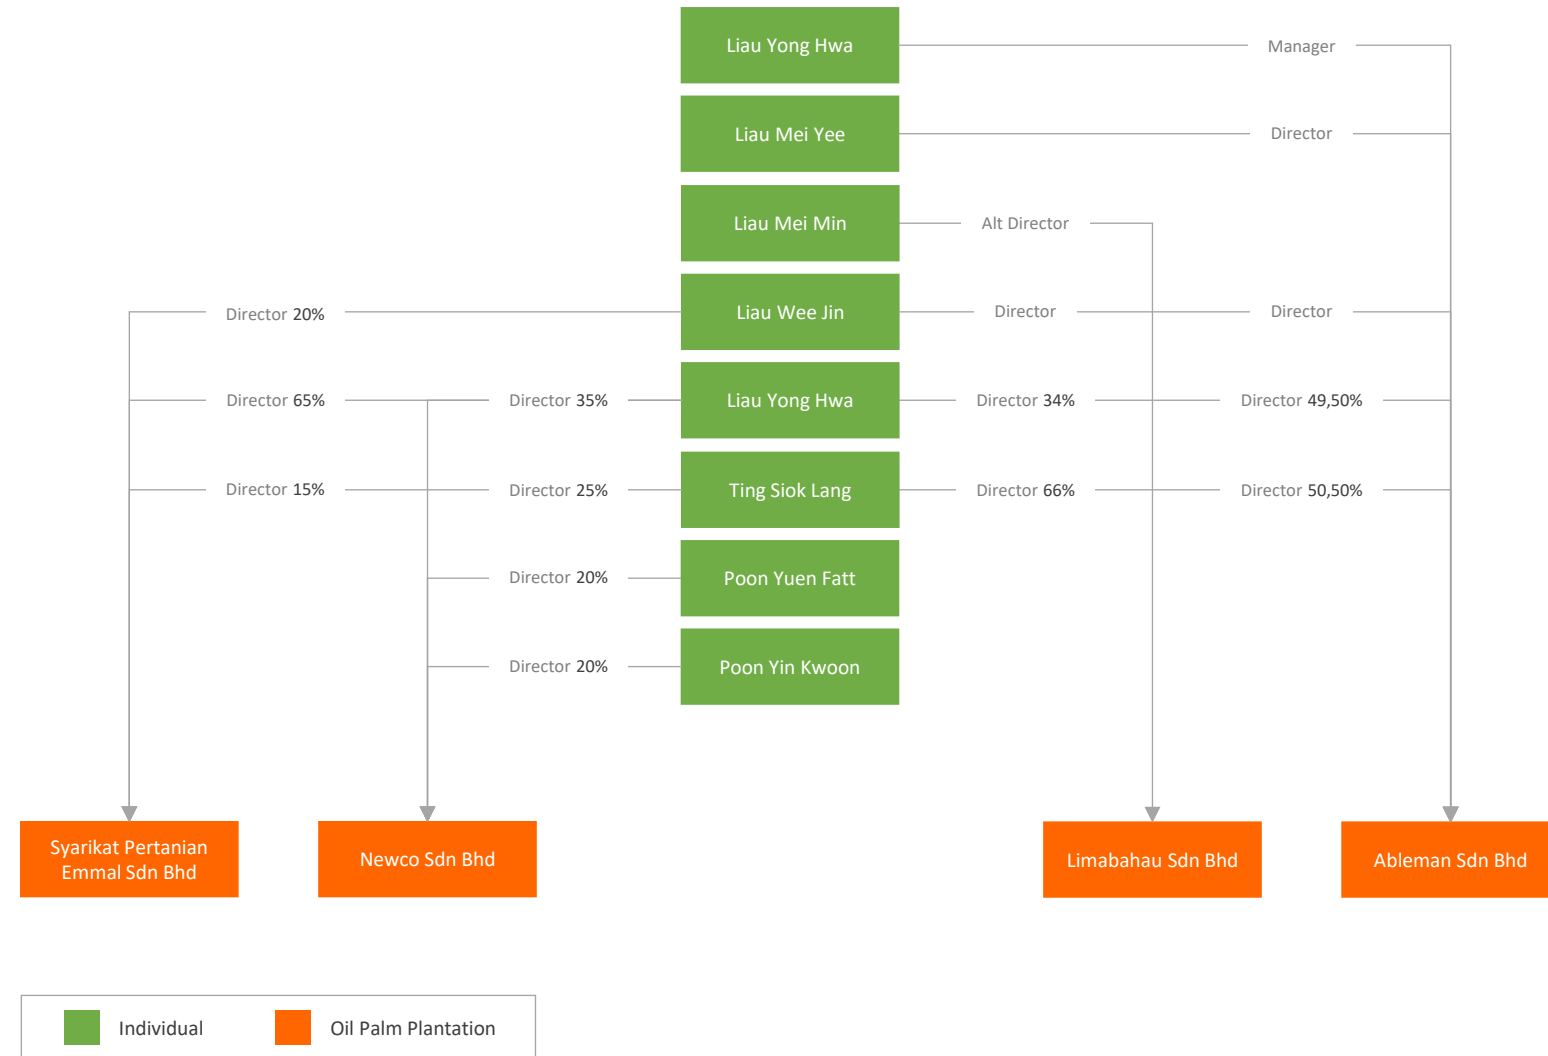 Liau Yong Hwa
Manager
Liau Mei Yee
Director
Liau Mei Min
Alt Director
Director 20%
Liau Wee Jin
Director
Director
Director 65%
Director 35%
Liau Yong Hwa
Director 34%
Director 49,50%
Director 15%
Director 25%
Ting Siok Lang
Director 66%
Director 50,50%
Director 20%
Poon Yuen Fatt
Director 20%
Poon Yin Kwoon
Syarikat Pertanian
Emmal Sdn Bhd
Newco Sdn Bhd
Limabahau Sdn Bhd
Ableman Sdn Bhd
Individual
Oil Palm Plantation